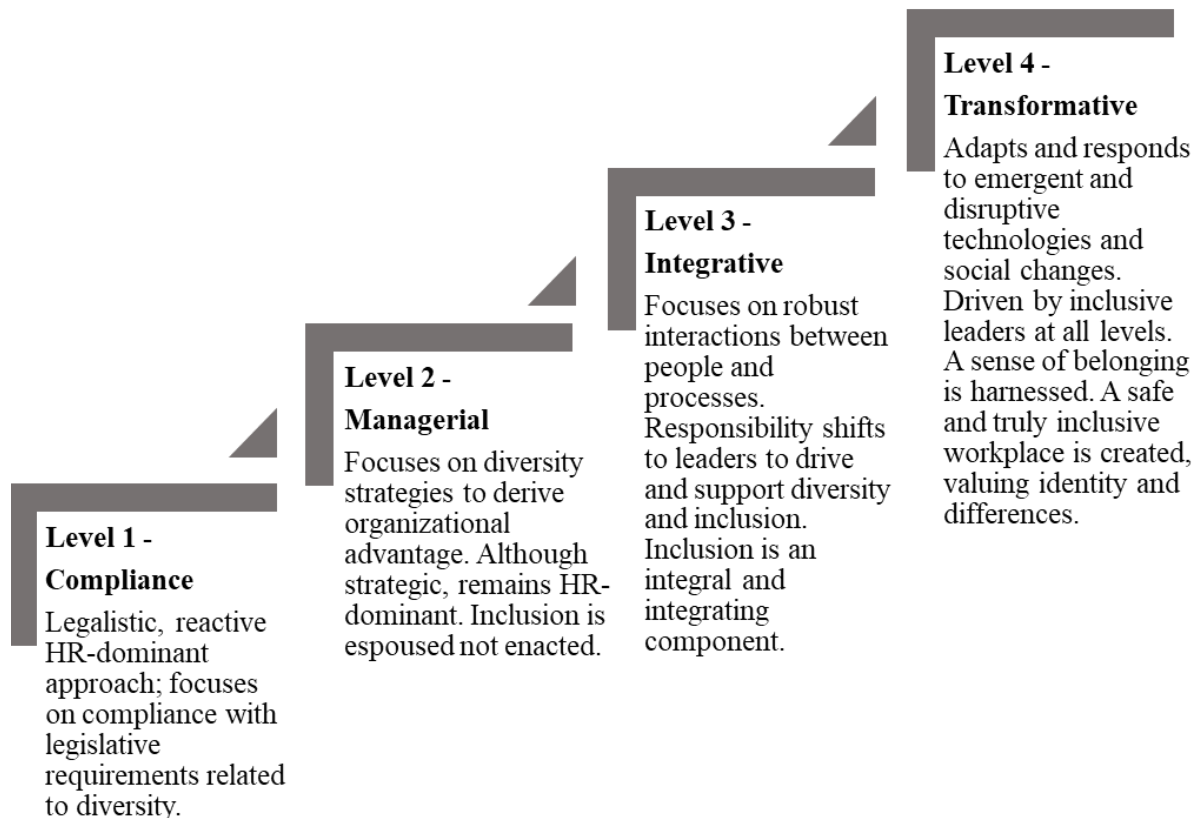 Level 1 -
Compliance
Legalistic, reactive
HR-dominant
approach; focuses
on compliance with
legislative
requirements related
to diversity.
Level 2 -
Managerial
Focuses on diversity
strategies to derive
organizational
advantage. Although
strategic, remains HR-
dominant. Inclusion is
espoused not enacted.
Level 3 -
Integrative
Focuses on robust
interactions between
people and
processes.
Responsibility shifts
to leaders to drive
and support diversity
and inclusion.
Inclusion is an
integral and
integrating
component.
Level 4 -
Transformative
Adapts and responds
to emergent and
disruptive
technologies and
social changes.
Driven by inclusive
leaders at all levels.
A sense of belonging
is harnessed. A safe
and truly inclusive
workplace is created,
valuing identity and
differences.